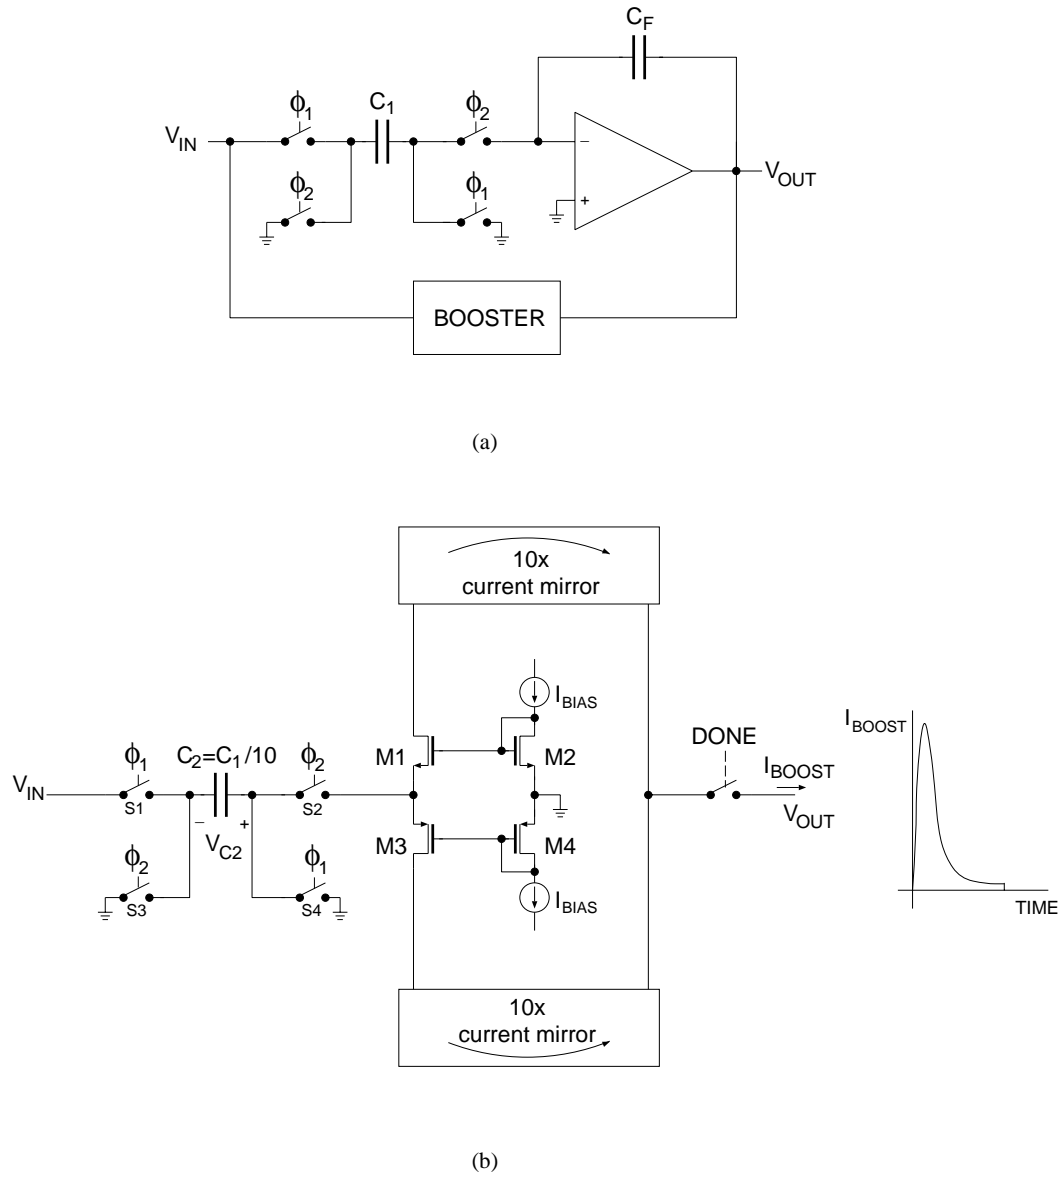 C_F
ϕ_1 C_1 ϕ_2
V_IN
−
ϕ_2 ϕ_1
+
V_OUT
BOOSTER
(a)
10x
current mirror
I_BIAS
M1 M2
DONE
I_BOOST
ϕ_1 C_2=C_1/10 ϕ_2
V_IN
S1 S2
− +
V_C2
I_BOOST
V_OUT
M3 M4
ϕ_2 ϕ_1
S3 S4
I_BIAS
TIME
10x
current mirror
(b)